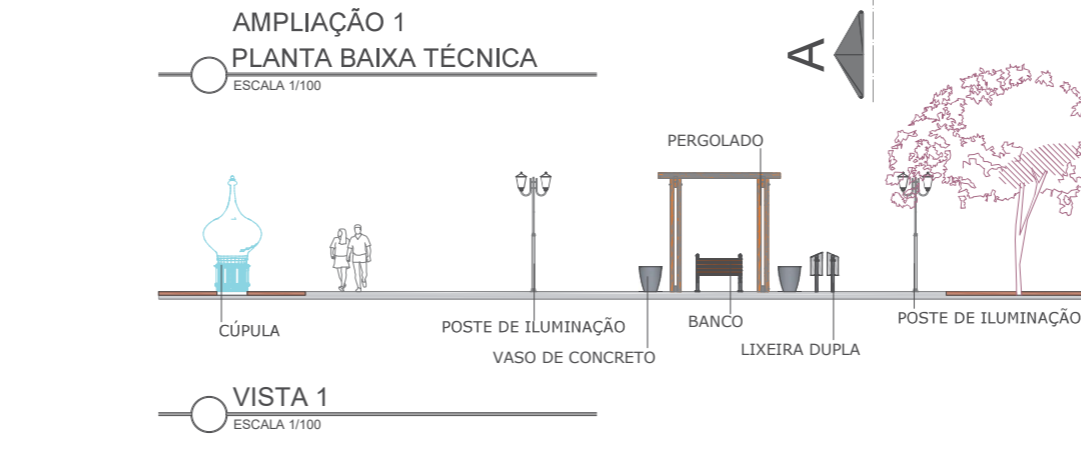 AMPLIAÇÃO 1
PLANTA BAIXA TÉCNICA
ESCALA 1/100
A
PERGOLADO
CÚPULA
POSTE DE ILUMINAÇÃO
VASO DE CONCRETO
BANCO
LIXEIRA DUPLA
POSTE DE ILUMINAÇÃO
VISTA 1
ESCALA 1/100